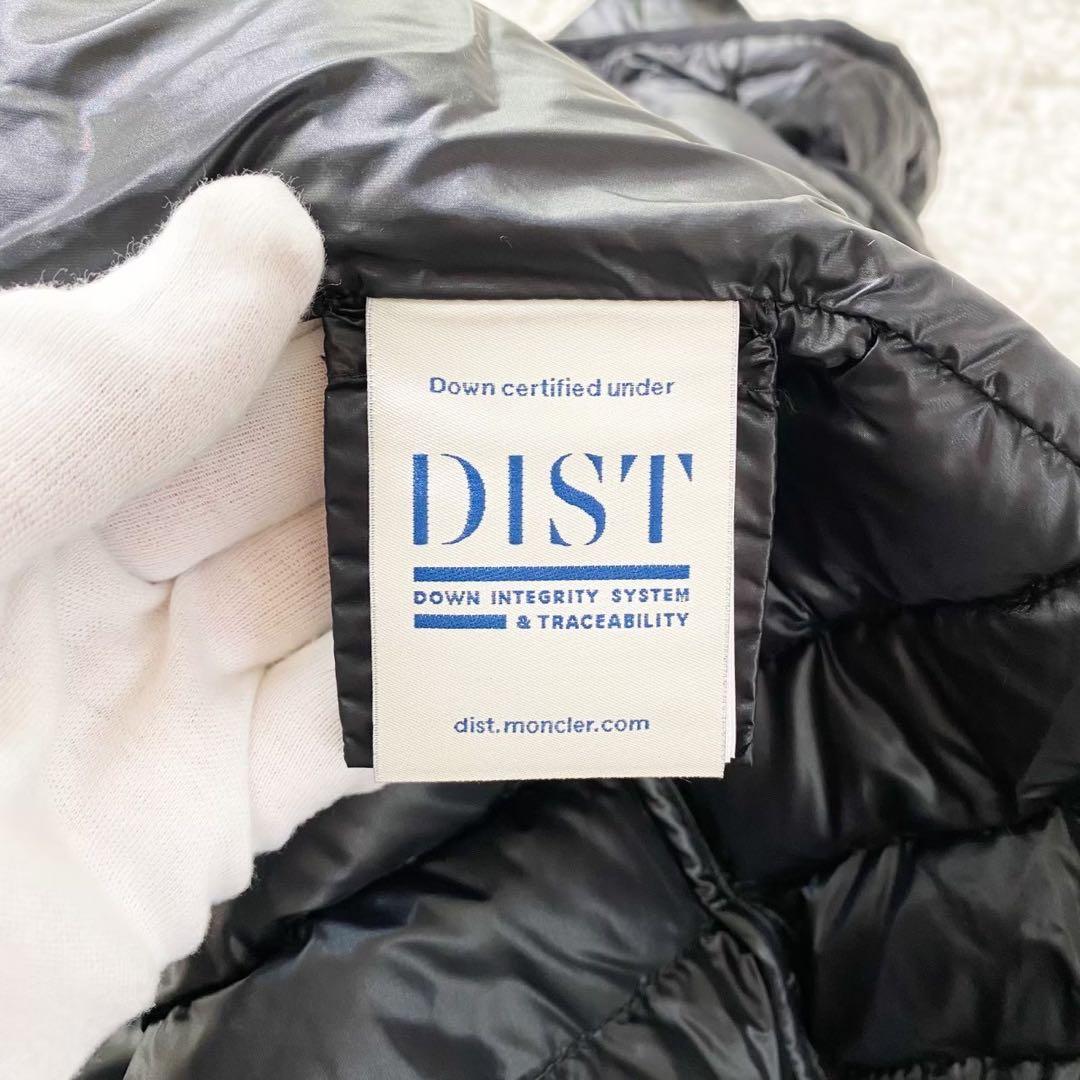 Down certified under
DIST
DOWN INTEGRITY SYSTEM
& TRACEABILITY
dist.moncler.com